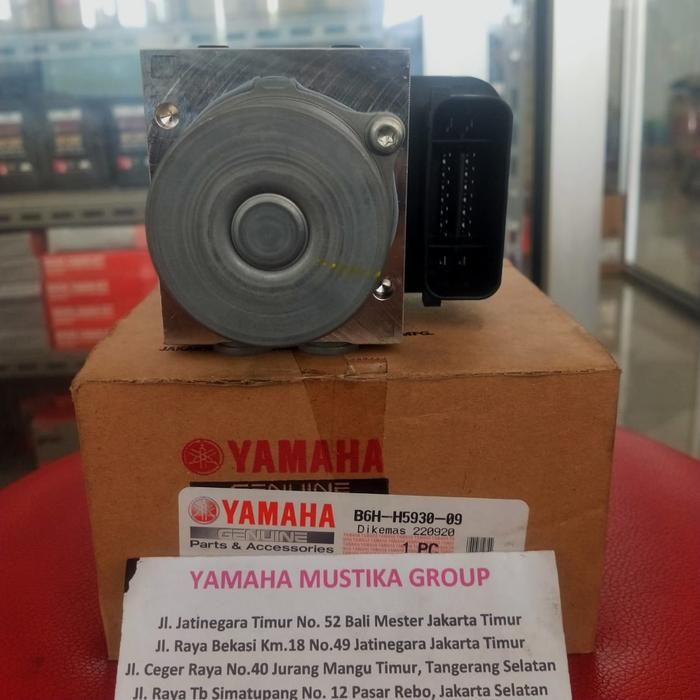 YAMAHA
GENUINE
YAMAHA
GENUINE
Parts & Accessories
B6H-H5930-09
Dikemas 220920
1 PC
YAMAHA MUSTIKA GROUP
Jl. Jatinegara Timur No. 52 Bali Mester Jakarta Timur
Jl. Raya Bekasi Km.18 No.49 Jatinegara Jakarta Timur
Jl. Ceger Raya No.40 Jurang Mangu Timur, Tangerang Selatan
Jl. Raya Tb Simatupang No. 12 Pasar Rebo, Jakarta Selatan